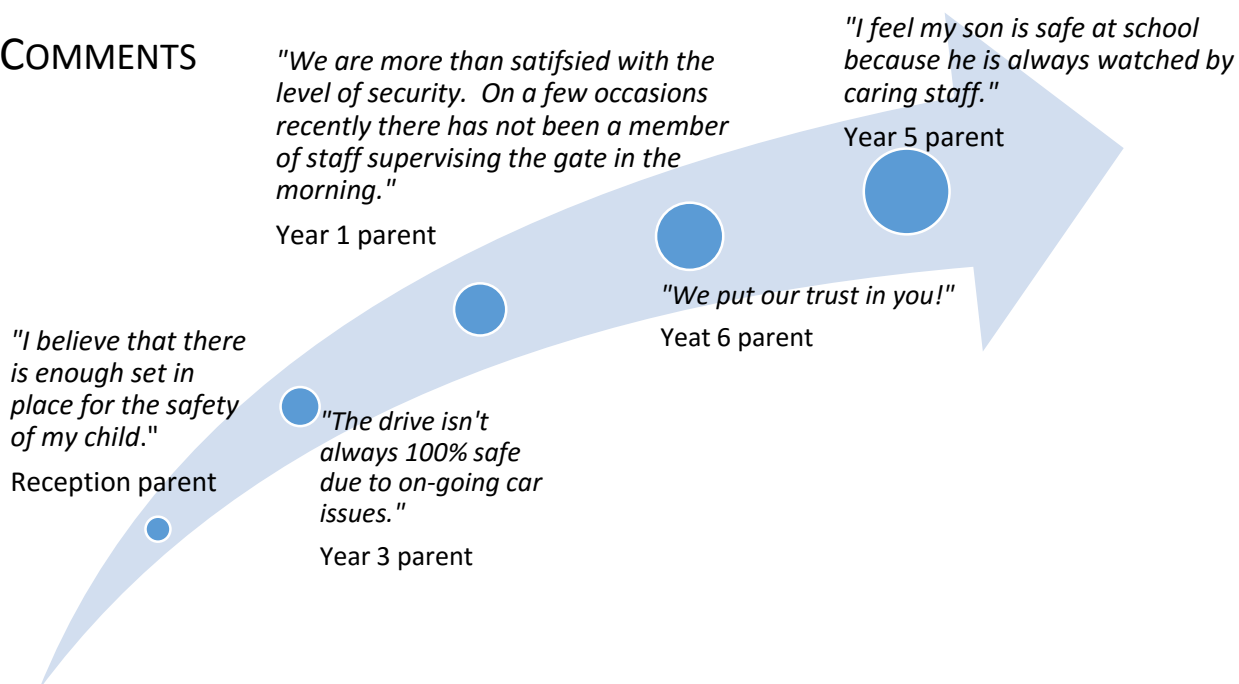 COMMENTS
"We are more than satifsied with the
level of security.  On a few occasions
recently there has not been a member
of staff supervising the gate in the
morning."
Year 1 parent
"I feel my son is safe at school
because he is always watched by
caring staff."
Year 5 parent
"We put our trust in you!"
Yeat 6 parent
"I believe that there
is enough set in
place for the safety
of my child."
Reception parent
"The drive isn't
always 100% safe
due to on-going car
issues."
Year 3 parent